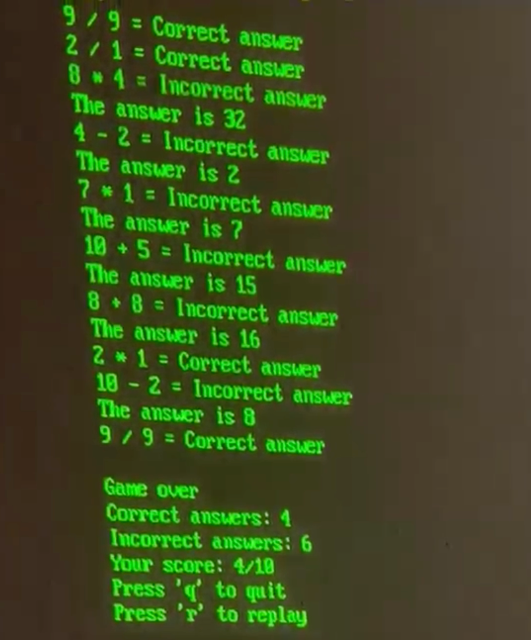 9 / 9 = Correct answer
2 / 1 = Correct answer
8 * 4 = Incorrect answer
The answer is 32
4 - 2 = Incorrect answer
The answer is 2
7 * 1 = Incorrect answer
The answer is 7
10 + 5 = Incorrect answer
The answer is 15
8 + 8 = Incorrect answer
The answer is 16
2 * 1 = Correct answer
10 - 2 = Incorrect answer
The answer is 8
9 / 9 = Correct answer
Game over
Correct answers: 4
Incorrect answers: 6
Your score: 4/10
Press 'q' to quit
Press 'r' to replay